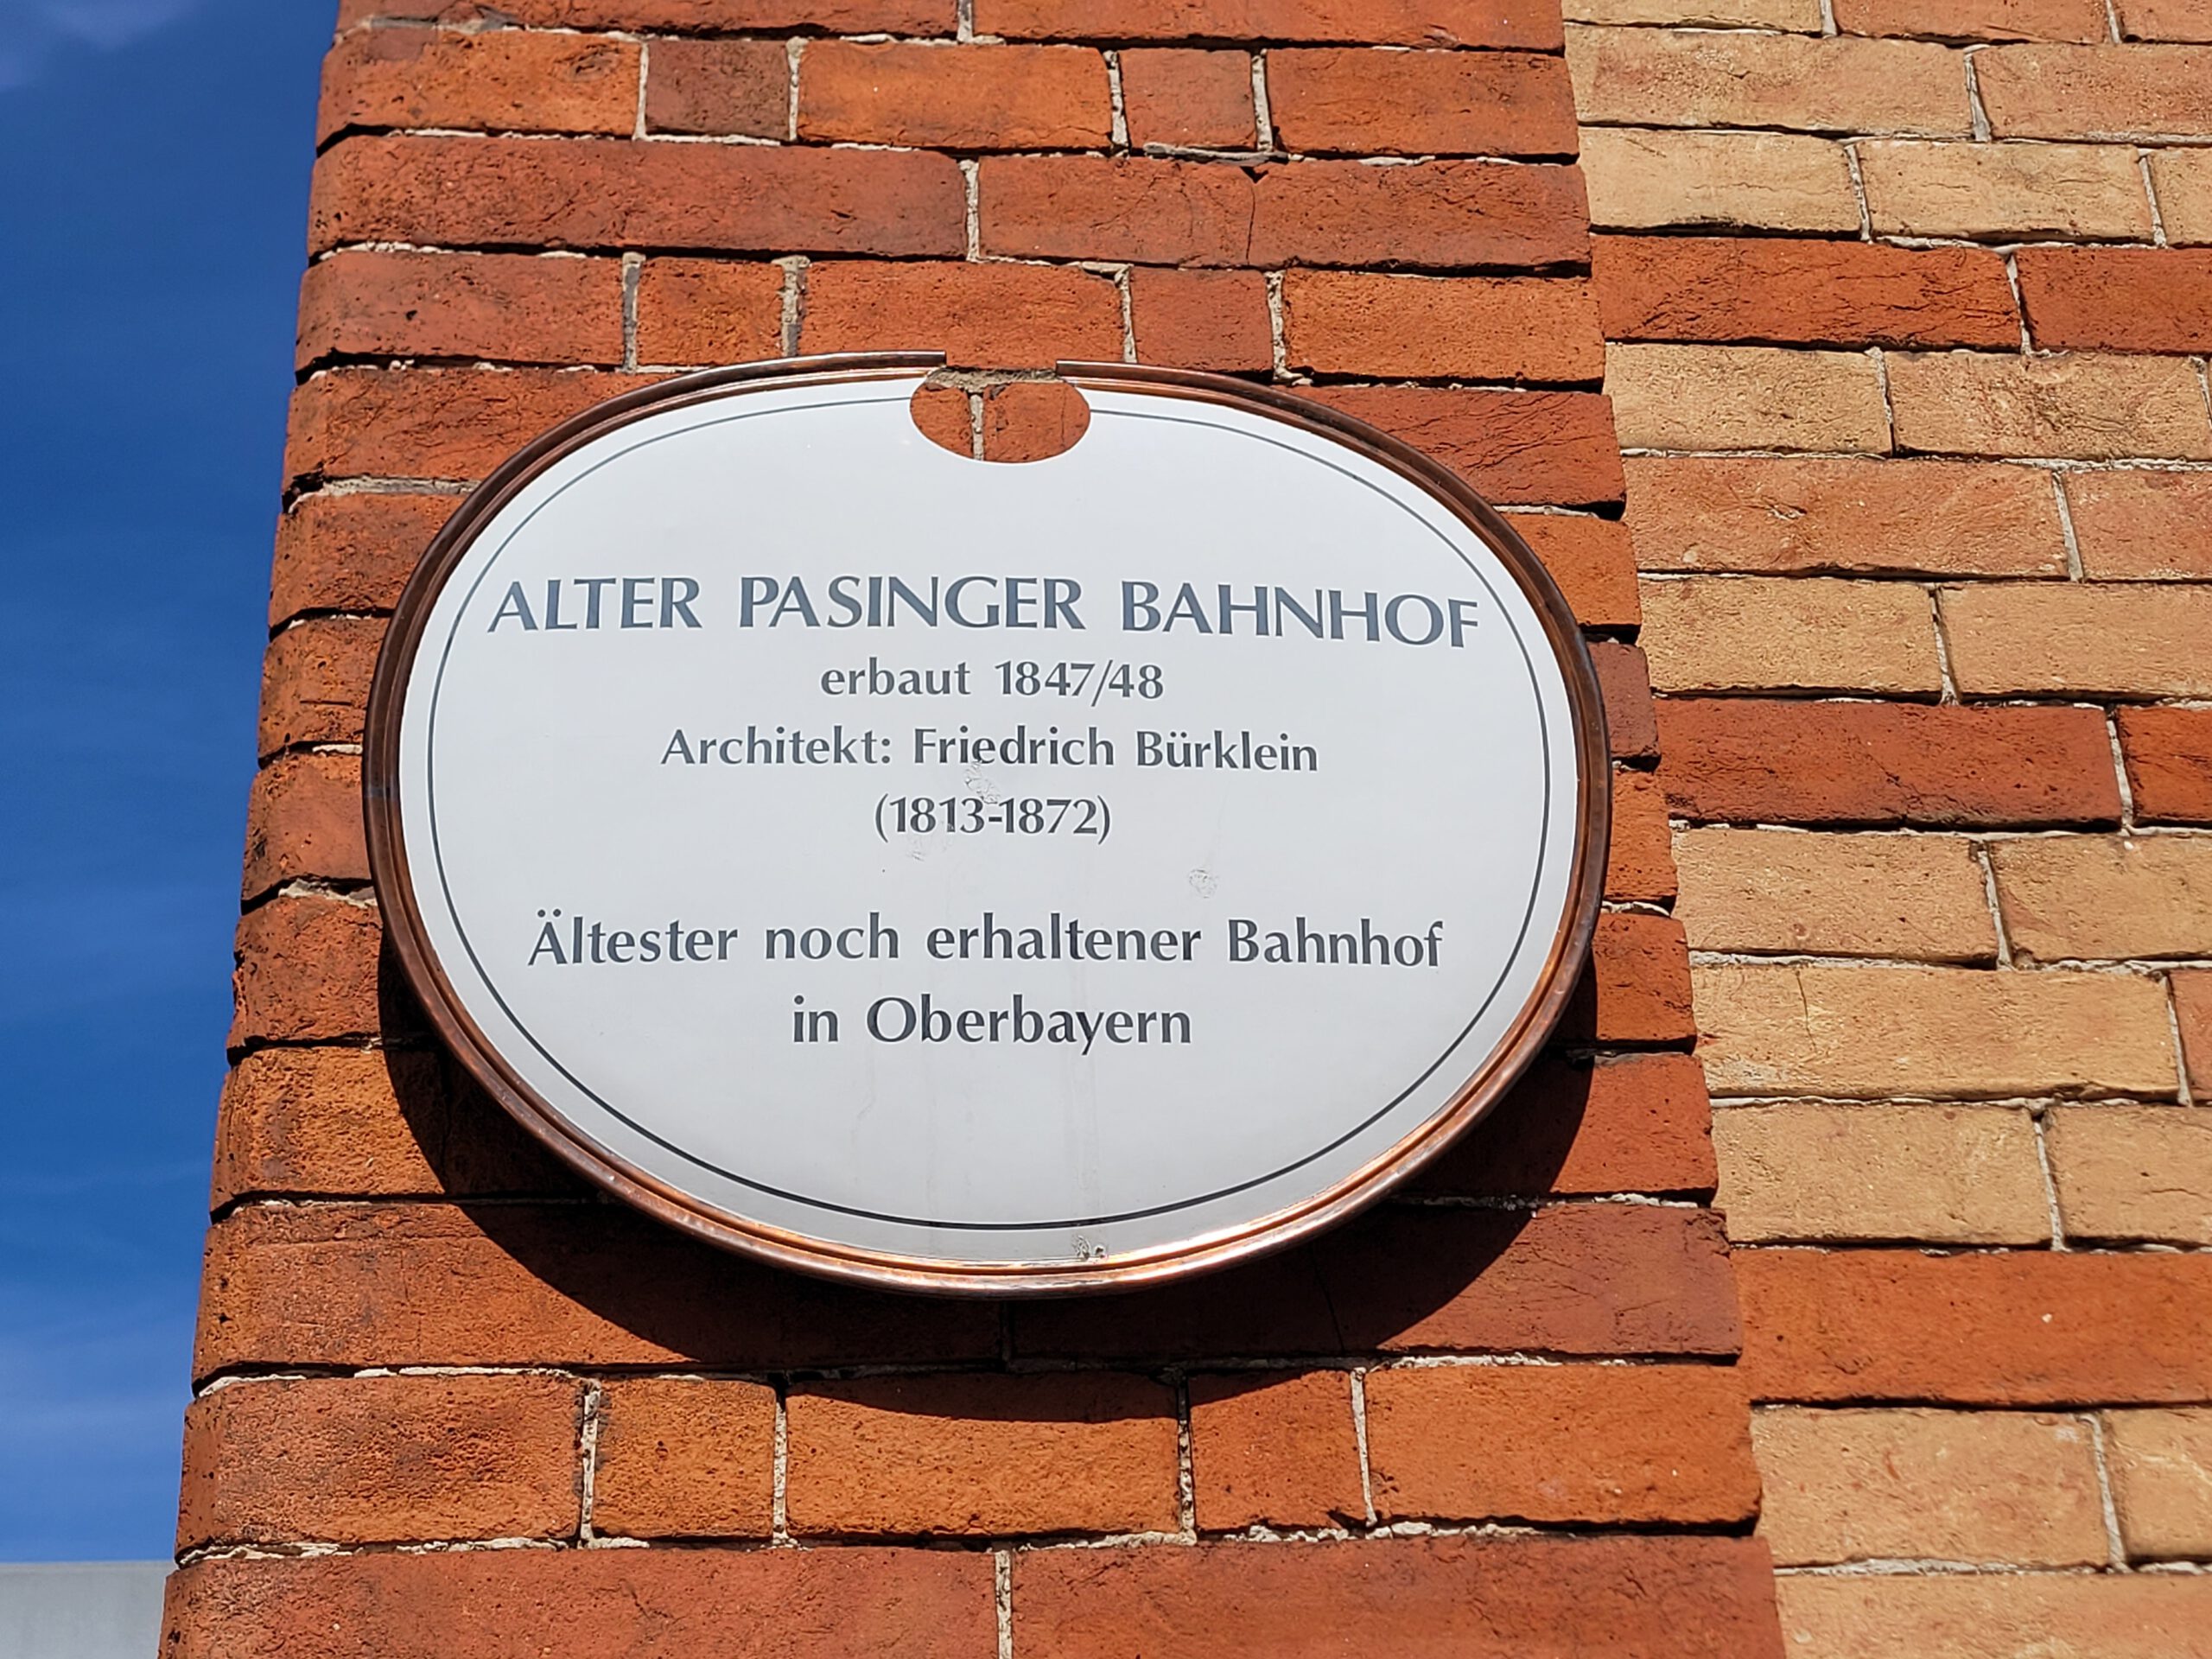 ALTER PASINGER BAHNHOF
erbaut 1847/48
Architekt: Friedrich Bürklein
(1813-1872)
Ältester noch erhaltener Bahnhof
in Oberbayern